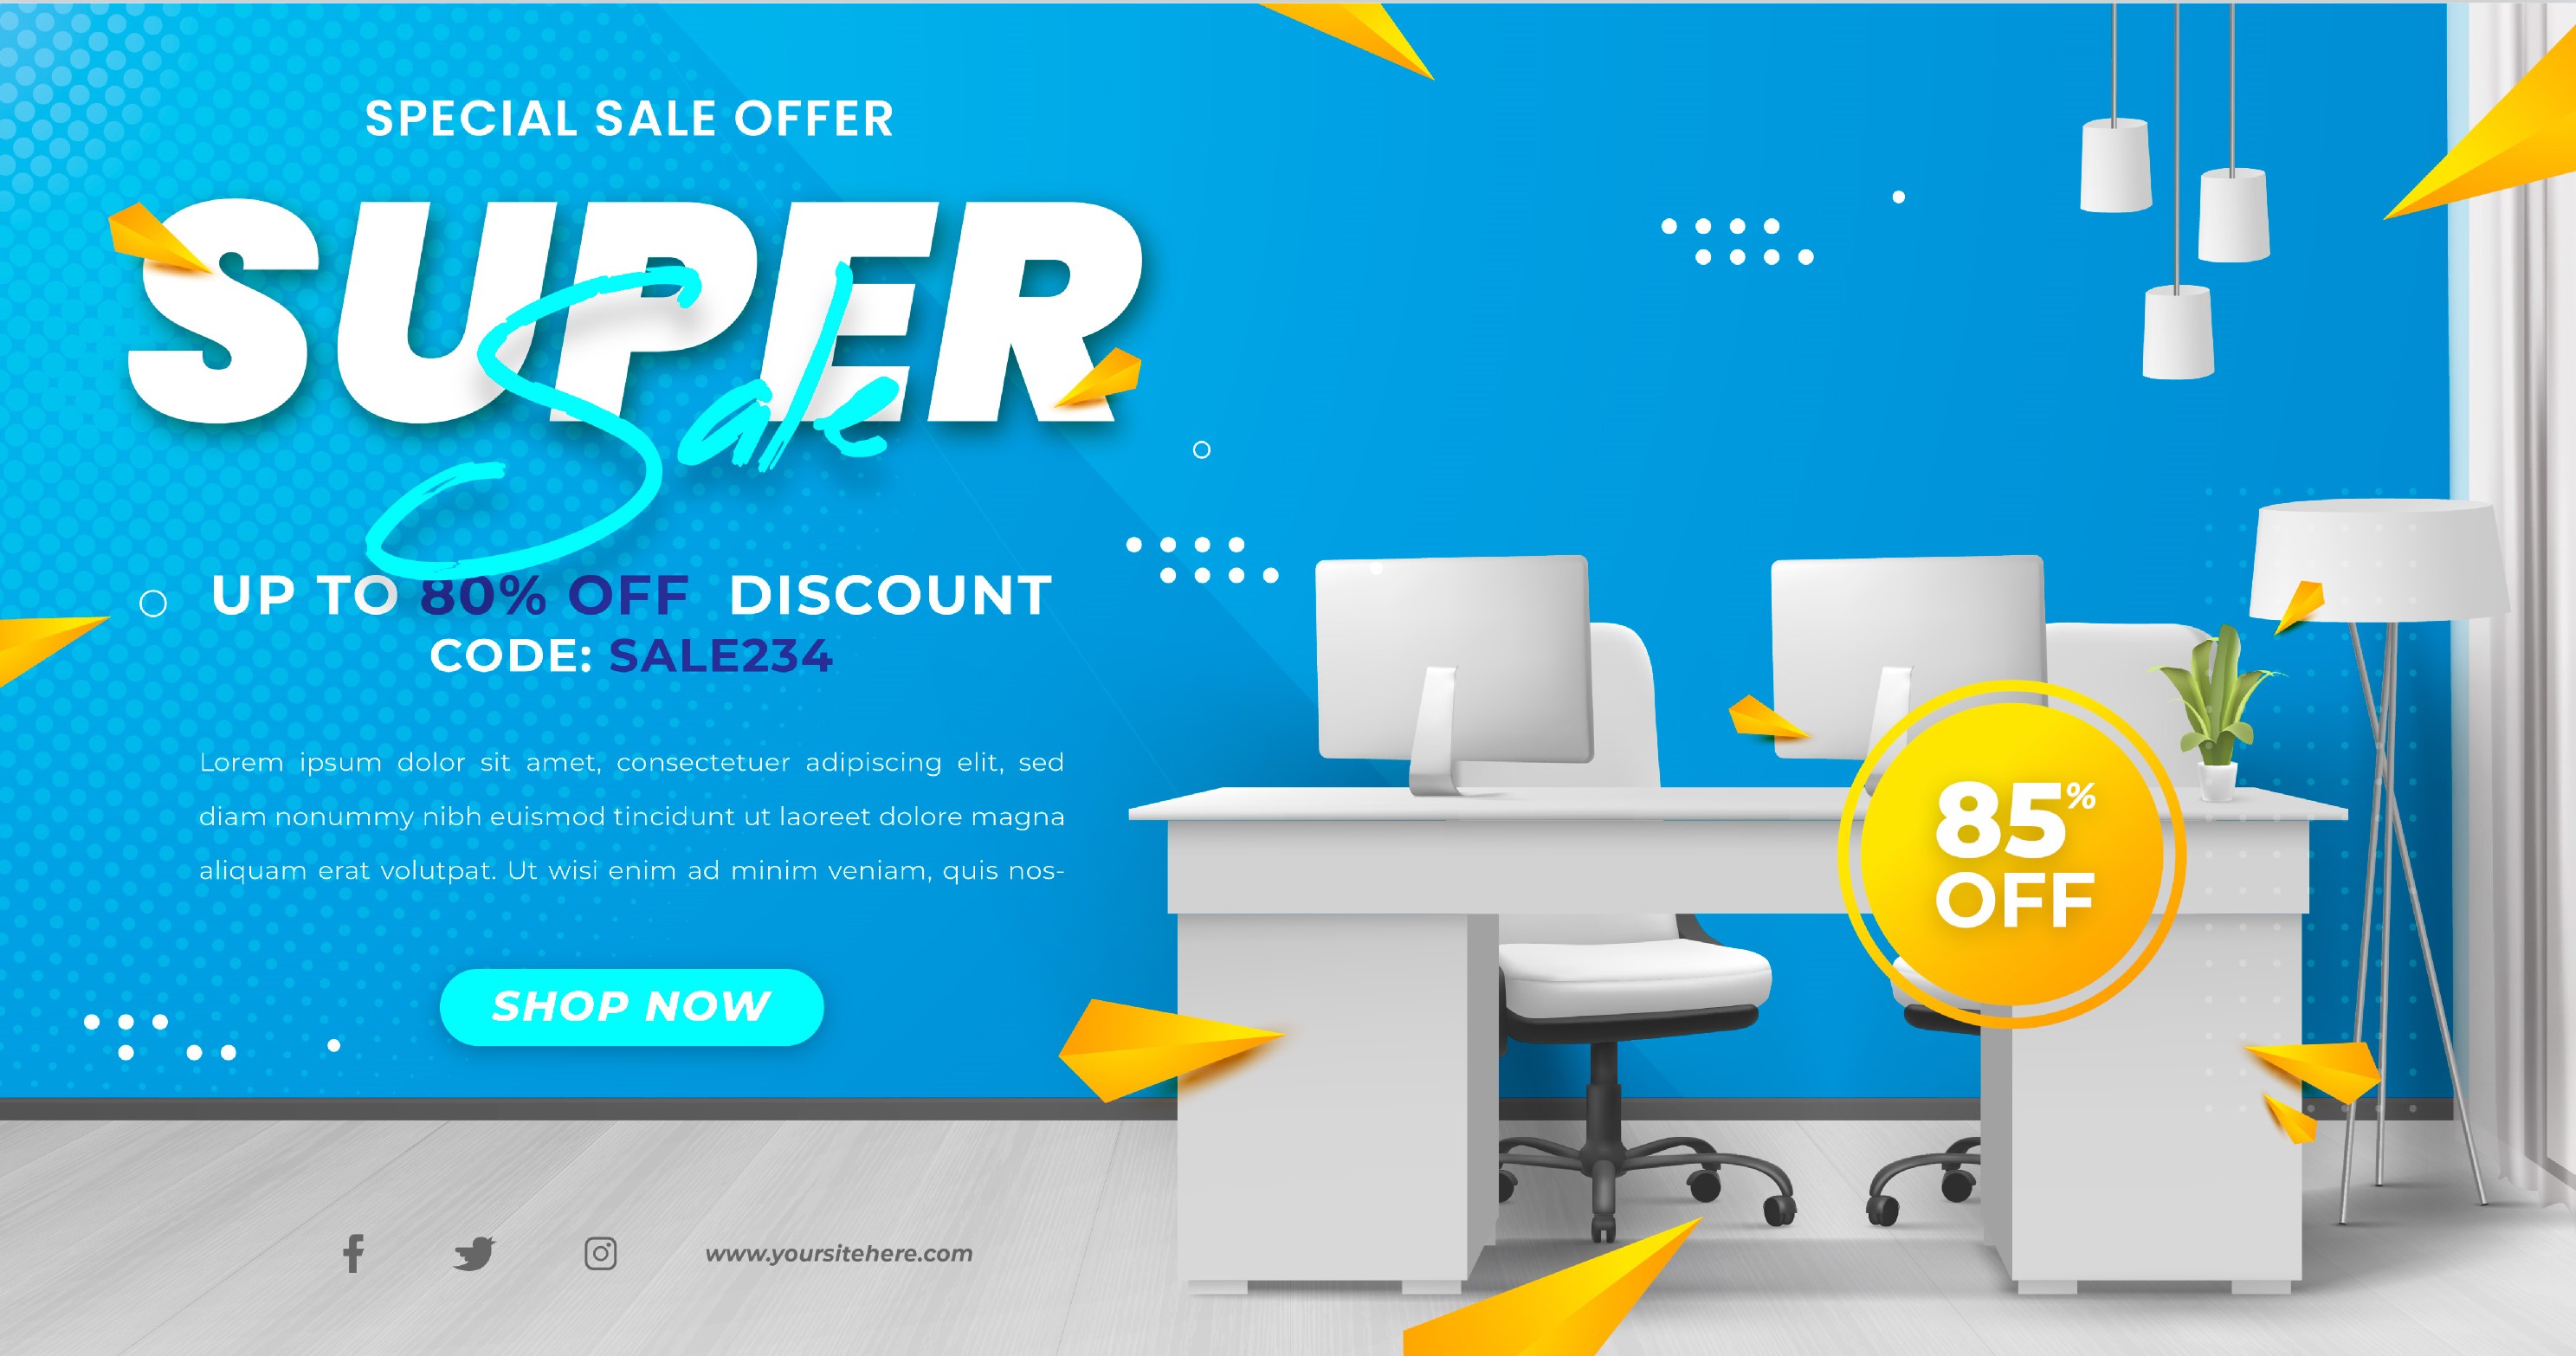 SPECIAL SALE OFFER
SUPER
Sale
UP TO 80% OFF DISCOUNT
CODE: SALE234
Lorem ipsum dolor sit amet, consectetuer adipiscing elit, sed
diam nonummy nibh euismod tincidunt ut laoreet dolore magna
aliquam erat volutpat. Ut wisi enim ad minim veniam, quis nos-
SHOP NOW
85%
OFF
www.yoursitehere.com